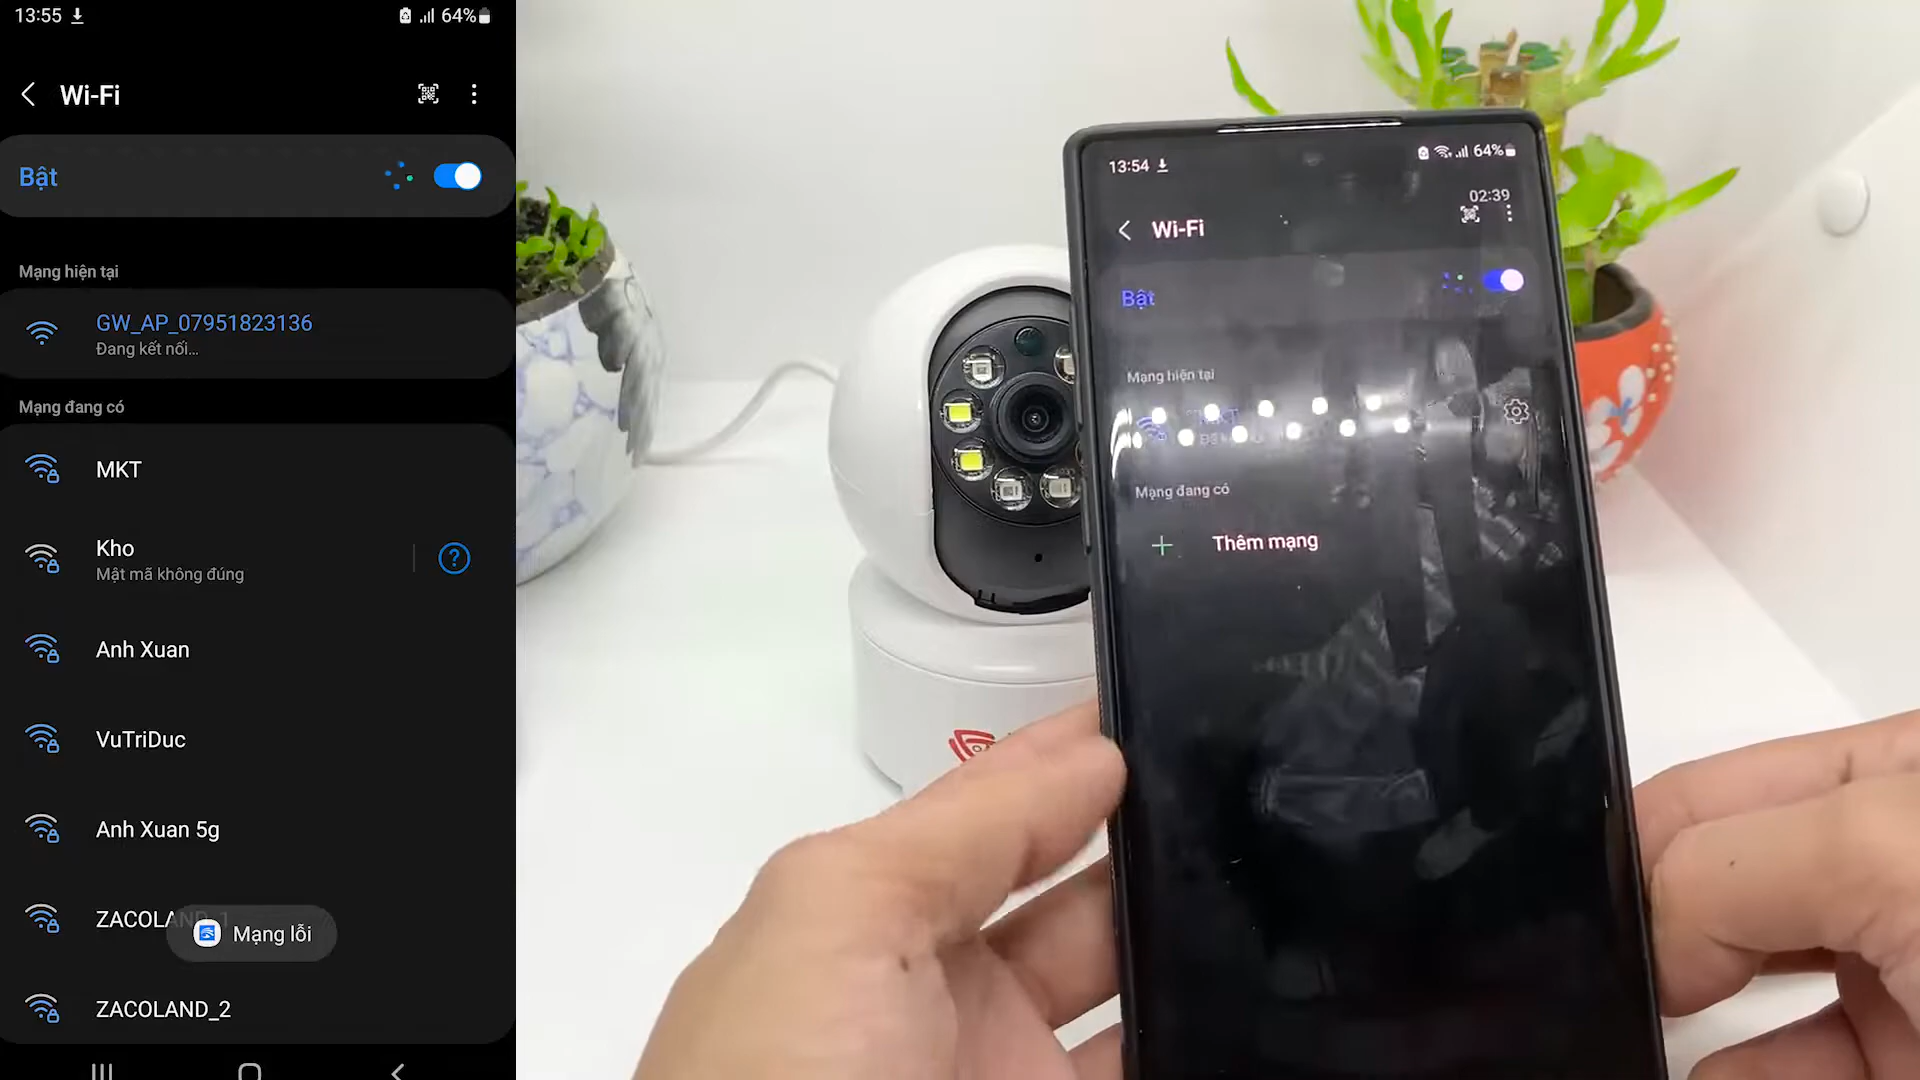 13:55
64%
Wi-Fi
Bật
Mạng hiện tại
GW_AP_07951823136
Đang kết nối...
Mạng đang có
MKT
Kho
Mật mã không đúng
?
Anh Xuan
VuTriDuc
Anh Xuan 5g
Mạng lỗi
ZACOLAND_2
13:54
64%
02:39
Wi-Fi
Bật
Mạng hiện tại
Mạng đang có
Thêm mạng